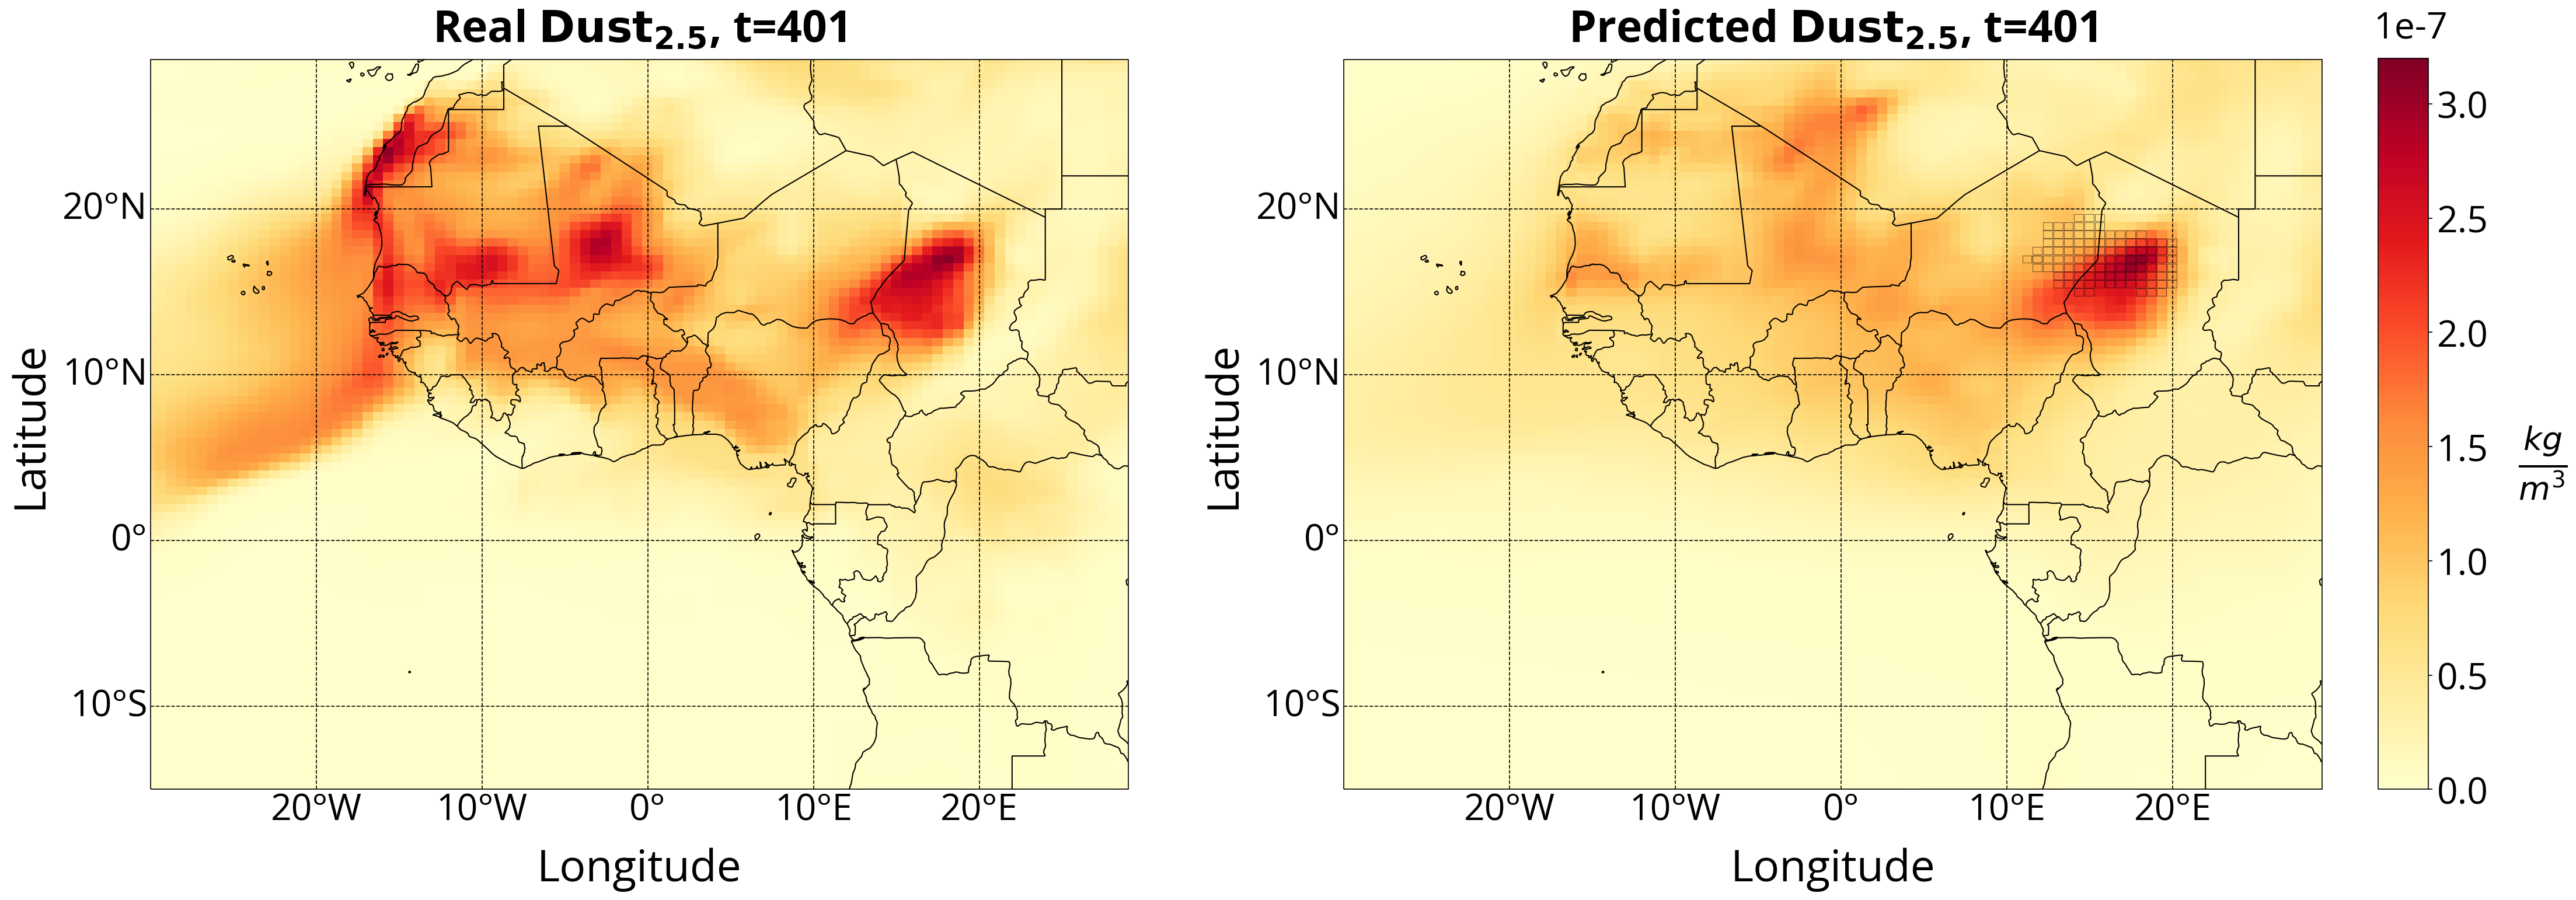 Real Dust2.5, t=401
Latitude
20°N
10°N
0°
10°S
20°W 10°W 0° 10°E 20°E
Longitude
Predicted Dust2.5, t=401
Latitude
20°N
10°N
0°
10°S
20°W 10°W 0° 10°E 20°E
Longitude
1e-7
3.0
2.5
2.0
1.5
1.0
0.5
0.0
kg
m³